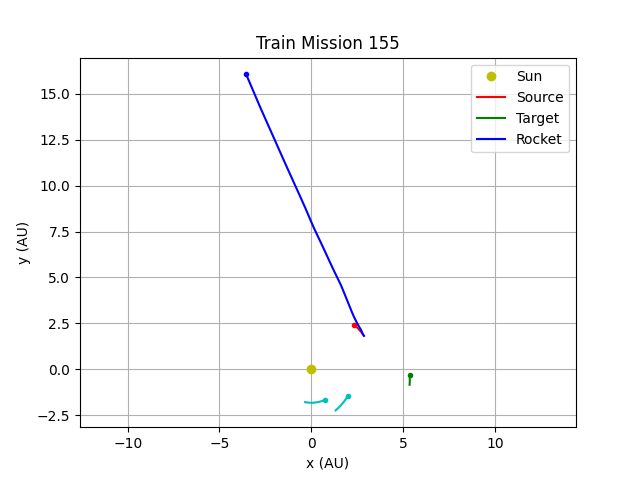 Train Mission 155
Sun
Source
Target
Rocket
15.0
12.5
10.0
7.5
5.0
2.5
0.0
−2.5
y (AU)
−10 −5 0 5 10
x (AU)